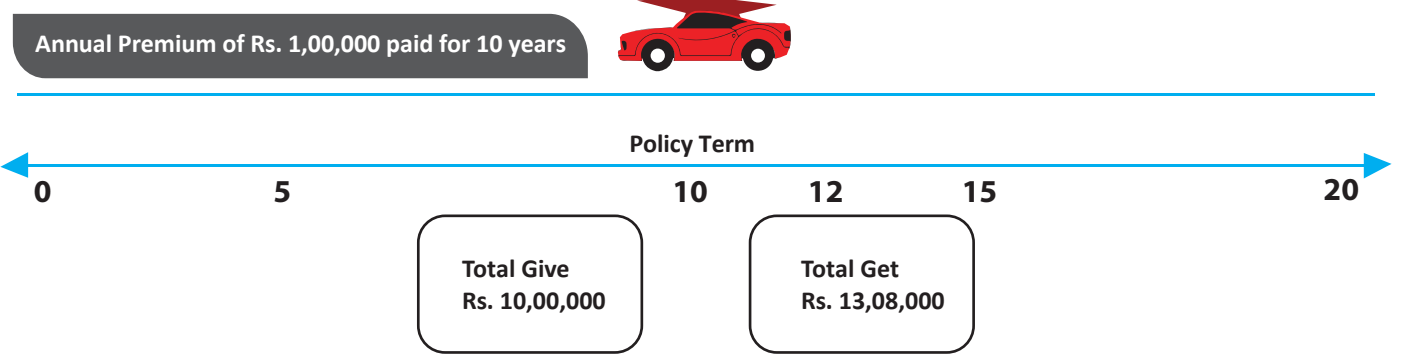 Annual Premium of Rs. 1,00,000 paid for 10 years
Policy Term
0 5 10 12 15 20
Total Give
Rs. 10,00,000
Total Get
Rs. 13,08,000